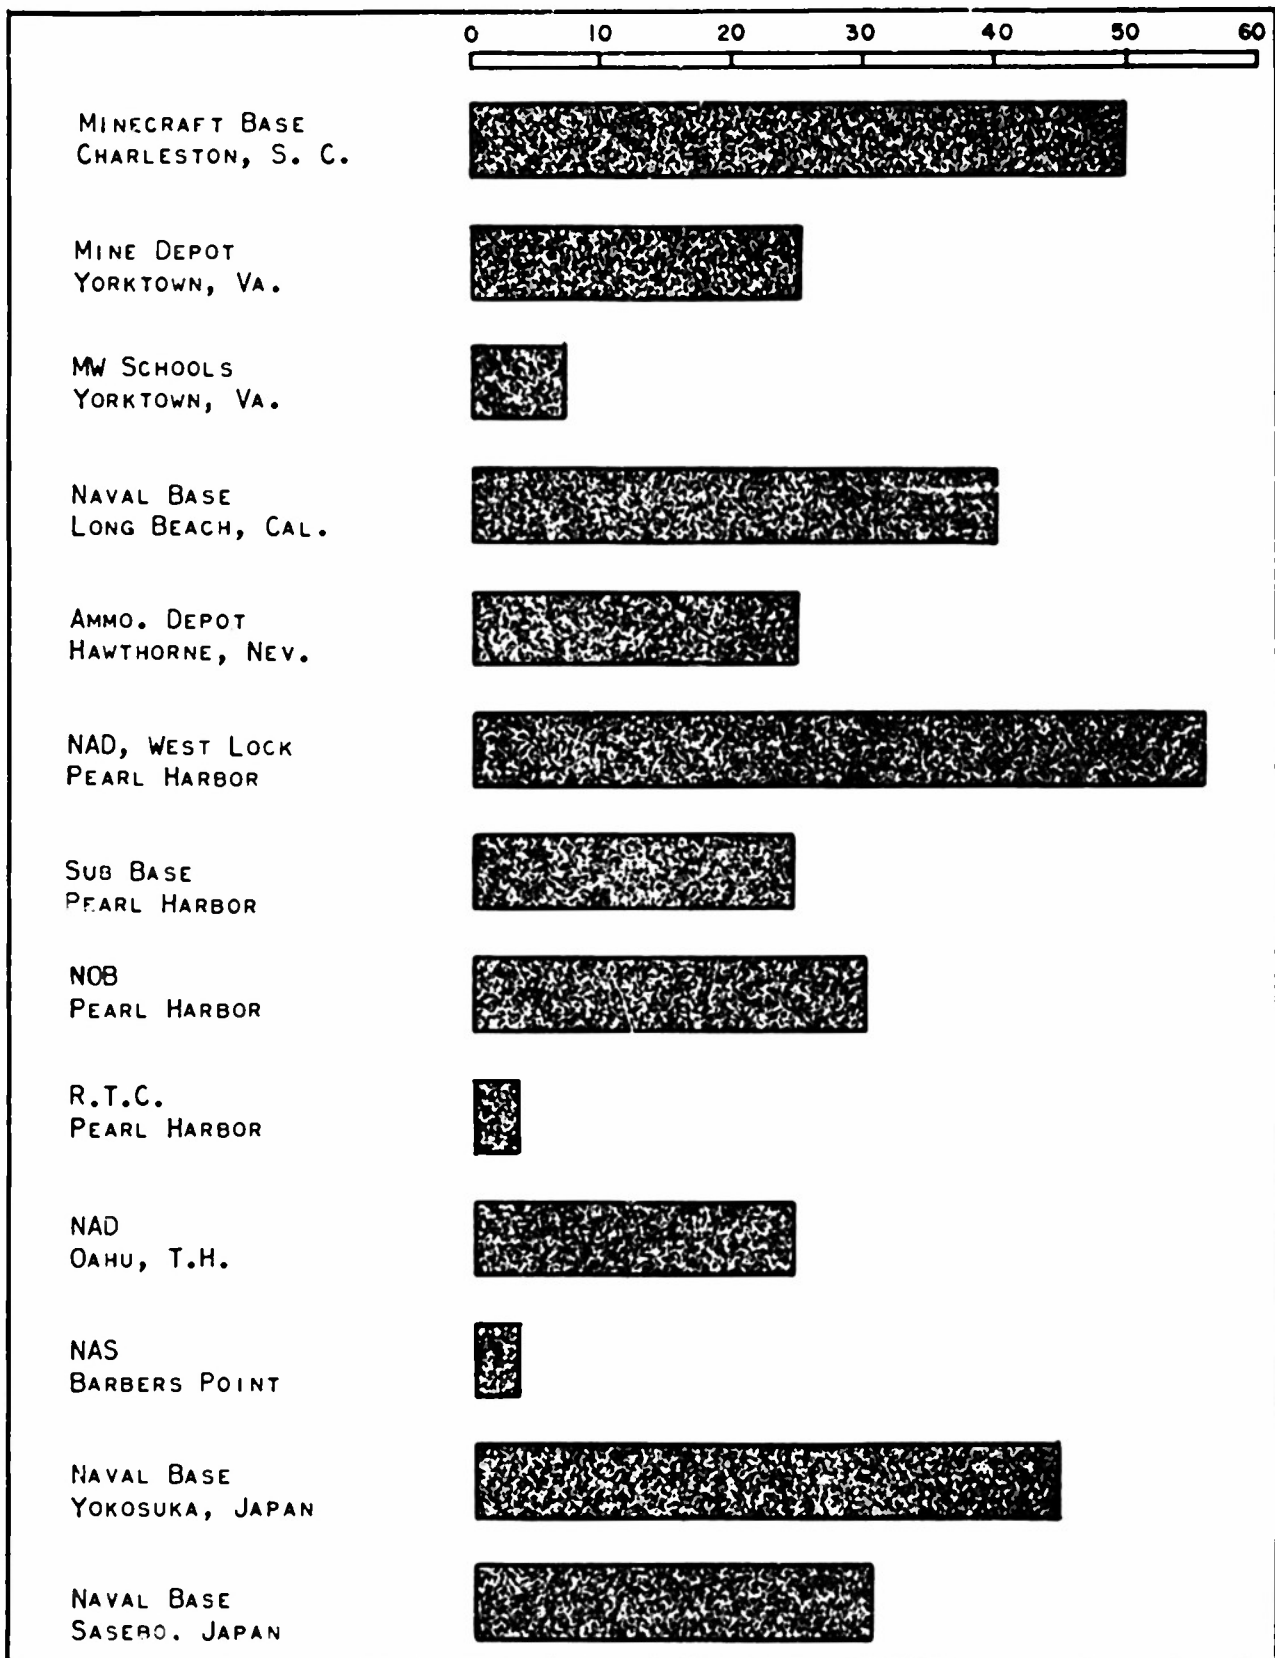 0 10 20 30 40 50 60
MINECRAFT BASE
CHARLESTON, S. C.
MINE DEPOT
YORKTOWN, VA.
MW SCHOOLS
YORKTOWN, VA.
NAVAL BASE
LONG BEACH, CAL.
AMMO. DEPOT
HAWTHORNE, NEV.
NAD, WEST LOCK
PEARL HARBOR
SUB BASE
PEARL HARBOR
NOB
PEARL HARBOR
R.T.C.
PEARL HARBOR
NAD
OAHU, T.H.
NAS
BARBERS POINT
NAVAL BASE
YOKOSUKA, JAPAN
NAVAL BASE
SASEBO. JAPAN